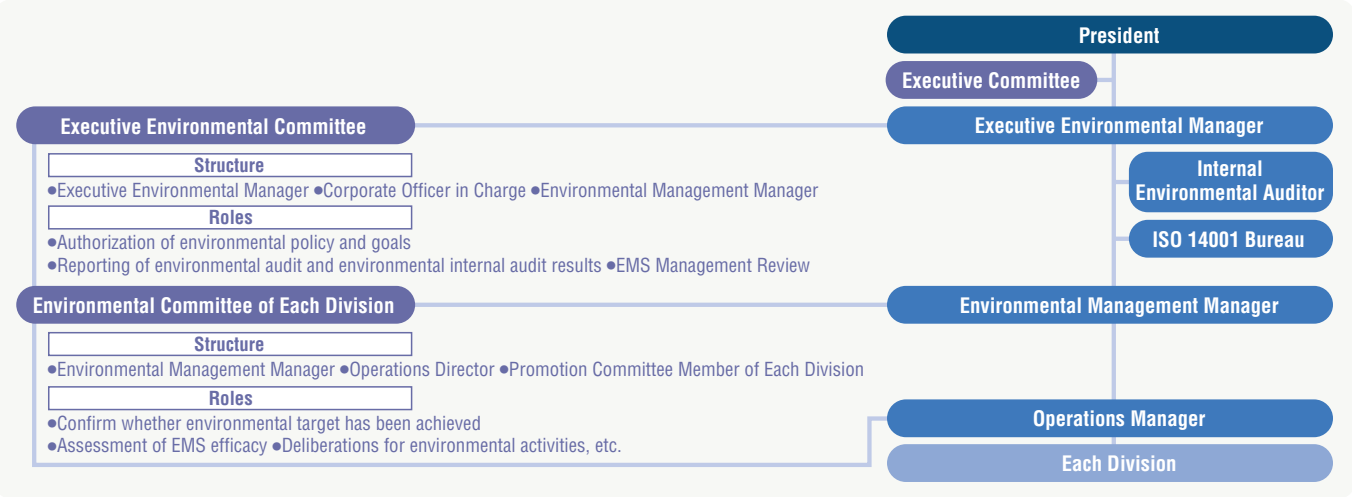 President
Executive Committee
Executive Environmental Committee
Executive Environmental Manager
Structure
●Executive Environmental Manager ●Corporate Officer in Charge ●Environmental Management Manager
Roles
●Authorization of environmental policy and goals
●Reporting of environmental audit and environmental internal audit results ●EMS Management Review
Internal
Environmental Auditor
ISO 14001 Bureau
Environmental Committee of Each Division
Environmental Management Manager
Structure
●Environmental Management Manager ●Operations Director ●Promotion Committee Member of Each Division
Roles
●Confirm whether environmental target has been achieved
●Assessment of EMS efficacy ●Deliberations for environmental activities, etc.
Operations Manager
Each Division